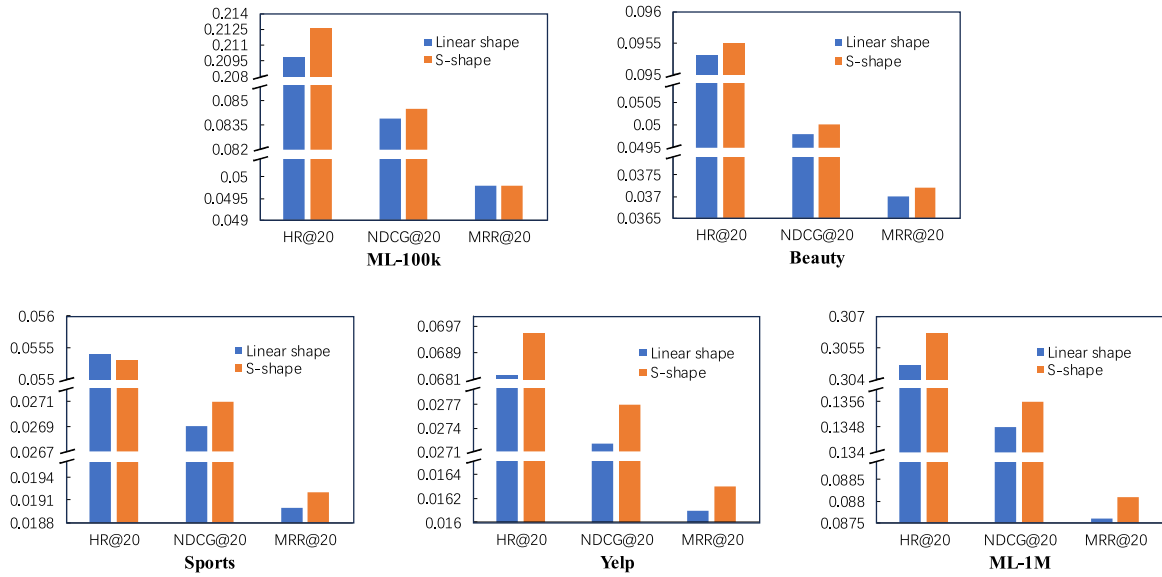 0.214
0.2125
0.211
0.2095
0.208
0.085
0.0835
0.082
0.05
0.0495
0.049
Linear shape
S-shape
HR@20 NDCG@20 MRR@20
ML-100k
0.096
0.0955
0.095
0.0505
0.05
0.0495
0.0375
0.037
0.0365
Linear shape
S-shape
HR@20 NDCG@20 MRR@20
Beauty
0.056
0.0555
0.055
0.0271
0.0269
0.0267
0.0194
0.0191
0.0188
Linear shape
S-shape
HR@20 NDCG@20 MRR@20
Sports
0.0697
0.0689
0.0681
0.0277
0.0274
0.0271
0.0164
0.0162
0.016
Linear shape
S-shape
HR@20 NDCG@20 MRR@20
Yelp
0.307
0.3055
0.304
0.1356
0.1348
0.134
0.0885
0.088
0.0875
Linear shape
S-shape
HR@20 NDCG@20 MRR@20
ML-1M